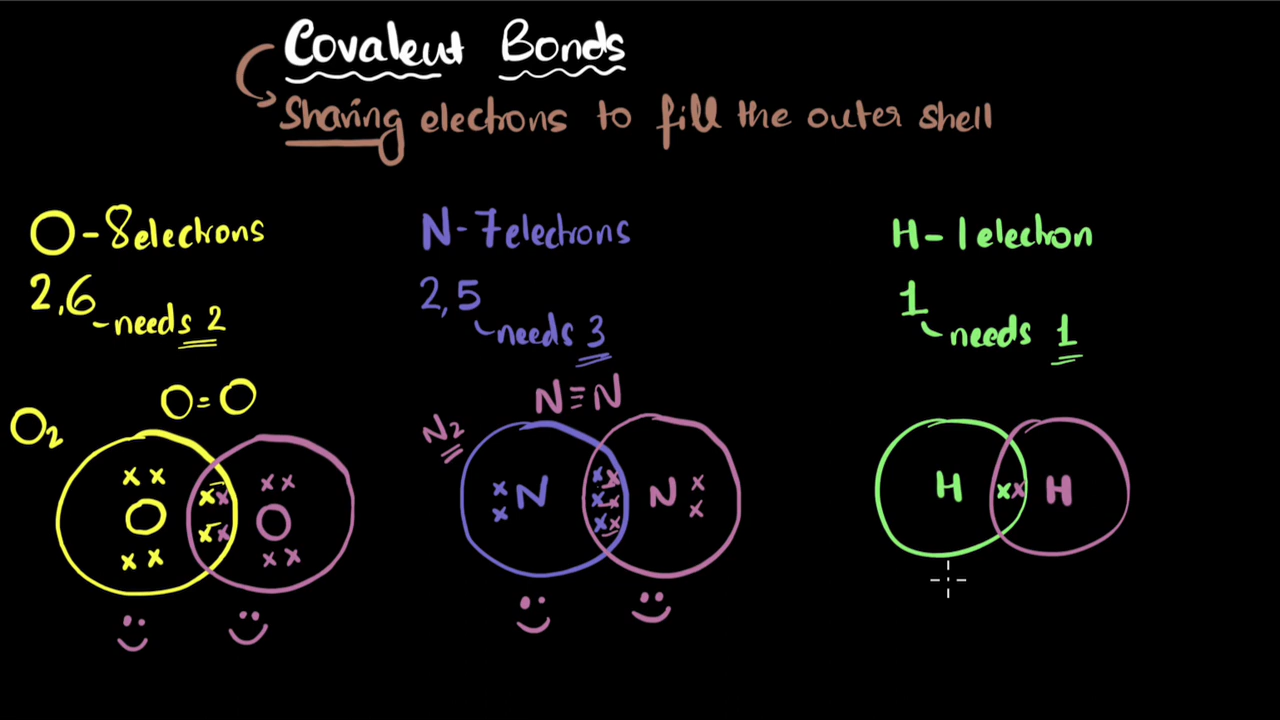 Covalent Bonds
Sharing electrons to fill the outer shell
O - 8 electrons
2,6
needs 2
O=O
O2
x x
O
x x
x x
x x
x x
O
x x
N - 7 electrons
2,5
needs 3
N≡N
N2
x
x
N
x x
x x
x x
N
x
x
H - 1 electron
1
needs 1
H
x x
H